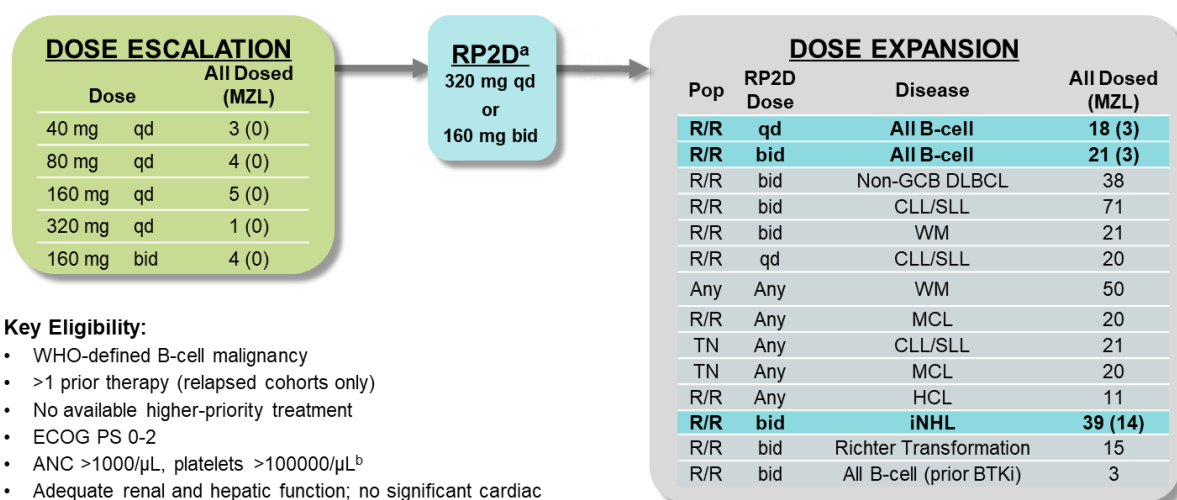 DOSE ESCALATION
Dose All Dosed (MZL)
40 mg qd 3 (0)
80 mg qd 4 (0)
160 mg qd 5 (0)
320 mg qd 1 (0)
160 mg bid 4 (0)
RP2Dᵃ
320 mg qd
or
160 mg bid
DOSE EXPANSION
Pop RP2D Dose Disease All Dosed (MZL)
R/R qd All B-cell 18 (3)
R/R bid All B-cell 21 (3)
R/R bid Non-GCB DLBCL 38
R/R bid CLL/SLL 71
R/R bid WM 21
R/R qd CLL/SLL 20
Any Any WM 50
R/R Any MCL 20
TN Any CLL/SLL 21
TN Any MCL 20
R/R Any HCL 11
R/R bid iNHL 39 (14)
R/R bid Richter Transformation 15
R/R bid All B-cell (prior BTKi) 3
Key Eligibility:
• WHO-defined B-cell malignancy
• >1 prior therapy (relapsed cohorts only)
• No available higher-priority treatment
• ECOG PS 0-2
• ANC >1000/µL, platelets >100000/µLᵇ
• Adequate renal and hepatic function; no significant cardiac